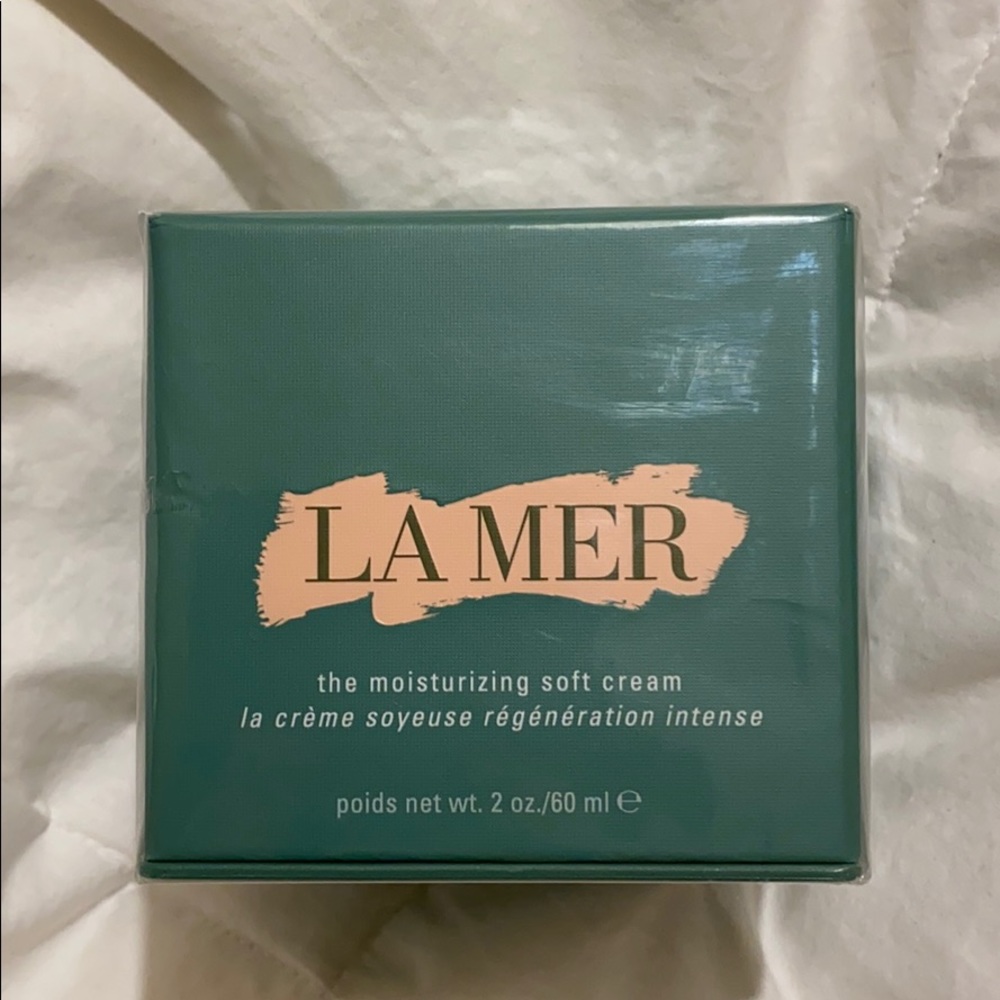 LA MER
the moisturizing soft cream
la crème soyeuse régénération intense
poids net wt. 2 oz./60 ml ℮